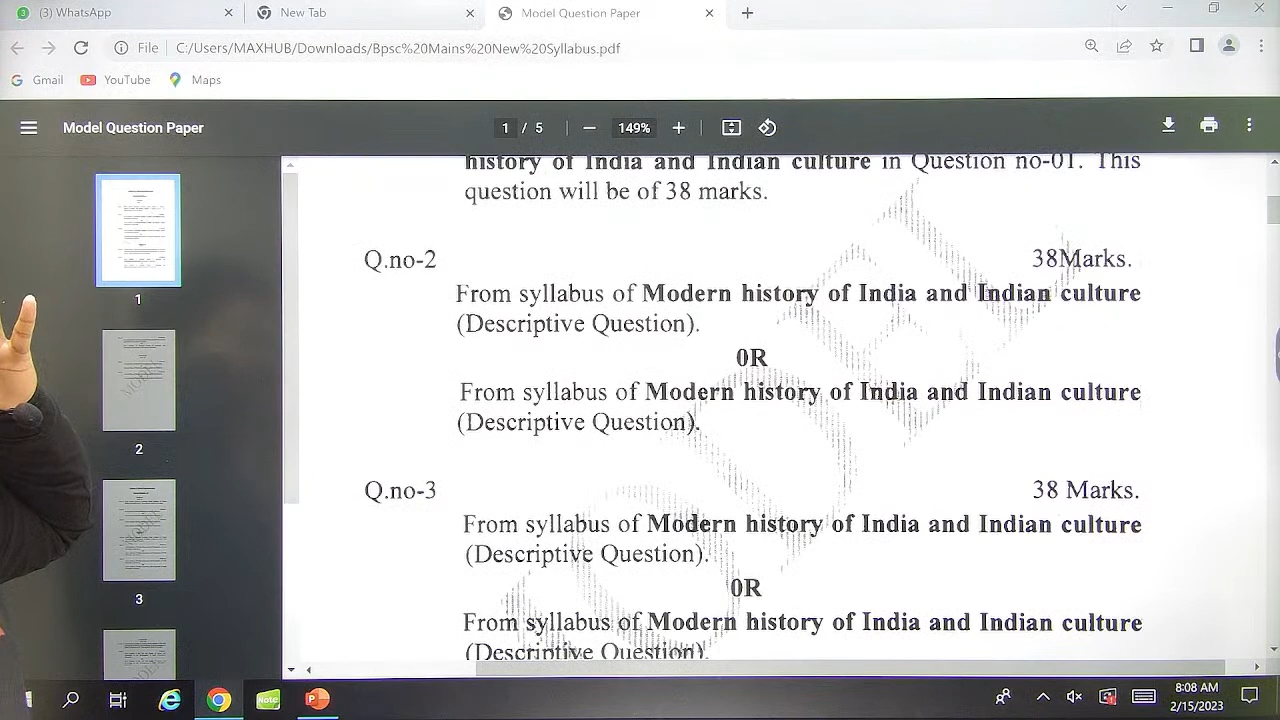 3
(3) WhatsApp
New Tab
Model Question Paper
File
C:/Users/MAXHUB/Downloads/Bpsc%20Mains%20New%20Syllabus.pdf
Gmail
YouTube
Maps
Model Question Paper
1 / 5
149%
history of India and Indian culture in Question no-01. This
question will be of 38 marks.
Q.no-2
38Marks.
From syllabus of Modern history of India and Indian culture
(Descriptive Question).
0R
From syllabus of Modern history of India and Indian culture
(Descriptive Question).
Q.no-3
38 Marks.
From syllabus of Modern history of India and Indian culture
(Descriptive Question).
0R
From syllabus of Modern history of India and Indian culture
(Descriptive Question).
1
2
3
Note
8:08 AM
2/15/2023